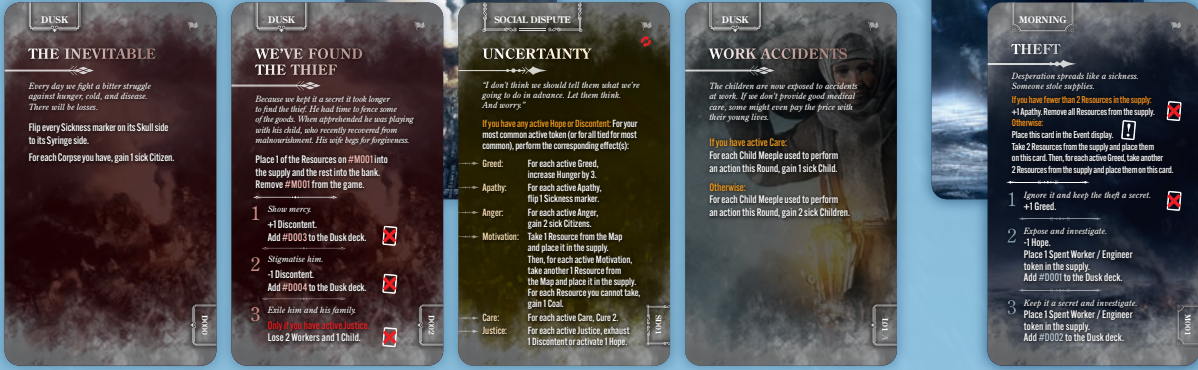 DUSK
THE INEVITABLE
Every day we fight a bitter struggle
against hunger, cold, and disease.
There will be losses.
Flip every Sickness marker on its Skull side
to its Syringe side.
For each Corpse you have, gain 1 sick Citizen.
D000
DUSK
WE'VE FOUND
THE THIEF
Because we kept it a secret it took longer
to find the thief. He had time to fence some
of the goods. When apprehended he was playing
with his child, who recently recovered from
malnourishment. His wife begs for forgiveness.
Place 1 of the Resources on #M001 into
the supply and the rest into the bank.
Remove #M001 from the game.
1 Show mercy.
+1 Discontent.
Add #D003 to the Dusk deck.
2 Stigmatise him.
-1 Discontent.
Add #D004 to the Dusk deck.
3 Exile him and his family.
Only if you have active Justice.
Lose 2 Workers and 1 Child.
D002
SOCIAL DISPUTE
UNCERTAINTY
"I don't think we should tell them what we're
going to do in advance. Let them think.
And worry."
If you have any active Hope or Discontent: For your
most common active token (or for all tied for most
common), perform the corresponding effect(s):
Greed: For each active Greed,
increase Hunger by 3.
Apathy: For each active Apathy,
flip 1 Sickness marker.
Anger: For each active Anger,
gain 2 sick Citizens.
Motivation: Take 1 Resource from the Map
and place it in the supply.
Then, for each active Motivation,
take another 1 Resource from
the Map and place it in the supply.
For each Resource you cannot take,
gain 1 Coal.
Care: For each active Care, Cure 2.
Justice: For each active Justice, exhaust
1 Discontent or activate 1 Hope.
SD01
DUSK
WORK ACCIDENTS
The children are now exposed to accidents
at work. If we don't provide good medical
care, some might even pay the price with
their young lives.
If you have active Care:
For each Child Meeple used to perform
an action this Round, gain 1 sick Child.
Otherwise:
For each Child Meeple used to perform
an action this Round, gain 2 sick Children.
L01A
MORNING
THEFT
Desperation spreads like a sickness.
Someone stole supplies.
If you have fewer than 2 Resources in the supply:
+1 Apathy. Remove all Resources from the supply.
Otherwise:
Place this card in the Event display.
Take 2 Resources from the supply and place them
on this card. Then, for each active Greed, take another
2 Resources from the supply and place them on this card.
1 Ignore it and keep the theft a secret.
+1 Greed.
2 Expose and investigate.
-1 Hope.
Place 1 Spent Worker / Engineer
token in the supply.
Add #D001 to the Dusk deck.
3 Keep it a secret and investigate.
Place 1 Spent Worker / Engineer
token in the supply.
Add #D002 to the Dusk deck.
M001